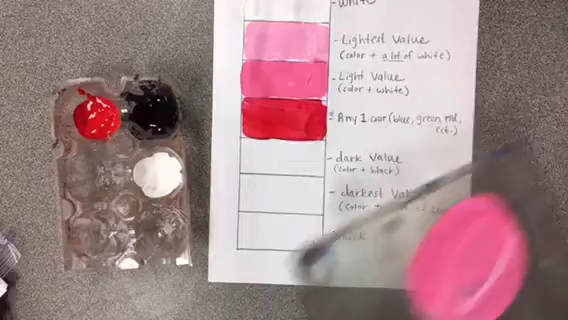 - White
- Lightest Value
(color + a lot of white)
- Light Value
(color + white)
- Any 1 color (blue, green, red,
ect.)
- dark value
(color + black)
- darkest Val
(color +